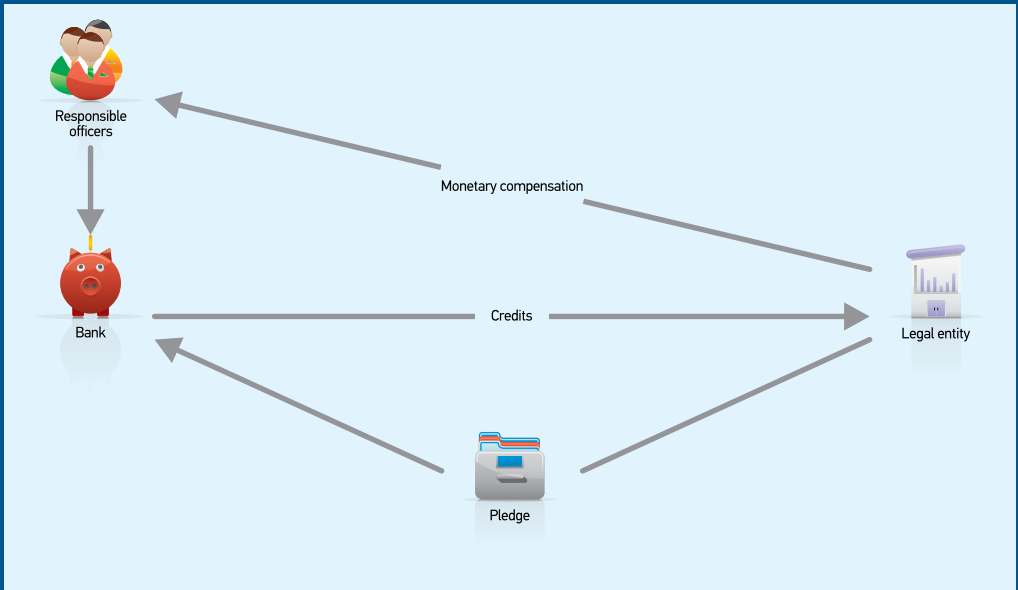 Responsible
officers
Monetary compensation
Credits
Bank
Legal entity
Pledge